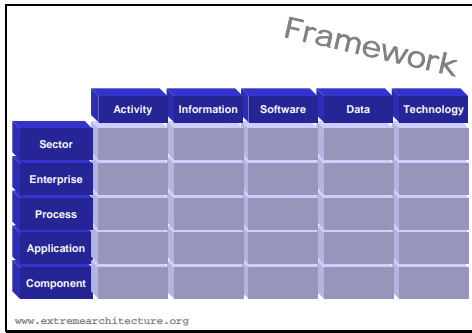 Framework
Activity Information Software Data Technology
Sector
Enterprise
Process
Application
Component
www.extremearchitecture.org